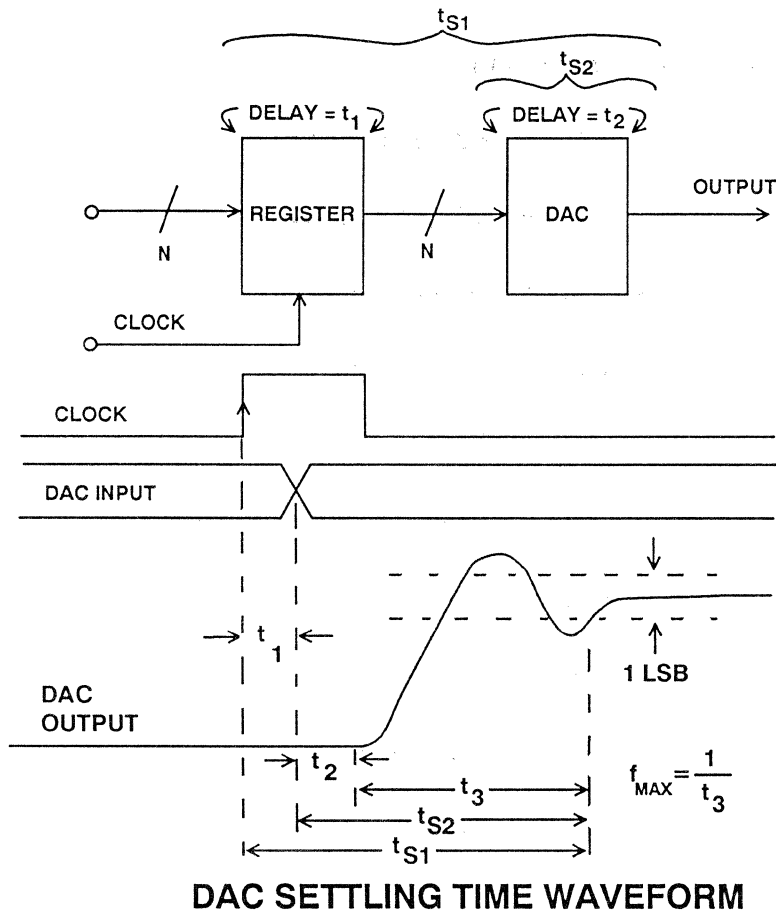 tS1
tS2
DELAY = t1
DELAY = t2
OUTPUT
REGISTER
DAC
N
N
CLOCK
CLOCK
DAC INPUT
t1
1 LSB
DAC
OUTPUT
t2
fMAX = 1/t3
t3
tS2
tS1
DAC SETTLING TIME WAVEFORM